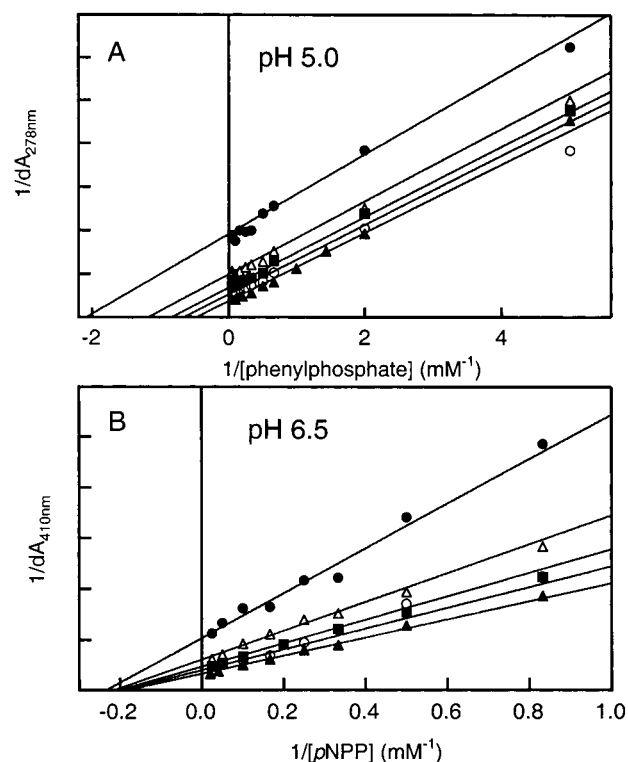 A
pH 5.0
1/dA278nm
-2 0 2 4
1/[phenylphosphate] (mM-1)
B
pH 6.5
1/dA410nm
-0.2 0.0 0.2 0.4 0.6 0.8 1.0
1/[pNPP] (mM-1)